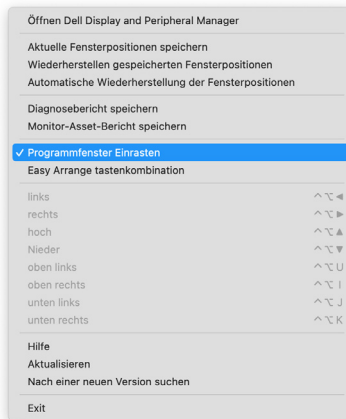 Öffnen Dell Display and Peripheral Manager
Aktuelle Fensterpositionen speichern
Wiederherstellen gespeicherten Fensterpositionen
Automatische Wiederherstellung der Fensterpositionen
Diagnosebericht speichern
Monitor-Asset-Bericht speichern
✓ Programmfenster Einrasten
Easy Arrange tastenkombination
links ^⌥◀
rechts ^⌥▶
hoch ^⌥▲
Nieder ^⌥▼
oben links ^⌥U
oben rechts ^⌥I
unten links ^⌥J
unten rechts ^⌥K
Hilfe
Aktualisieren
Nach einer neuen Version suchen
Exit